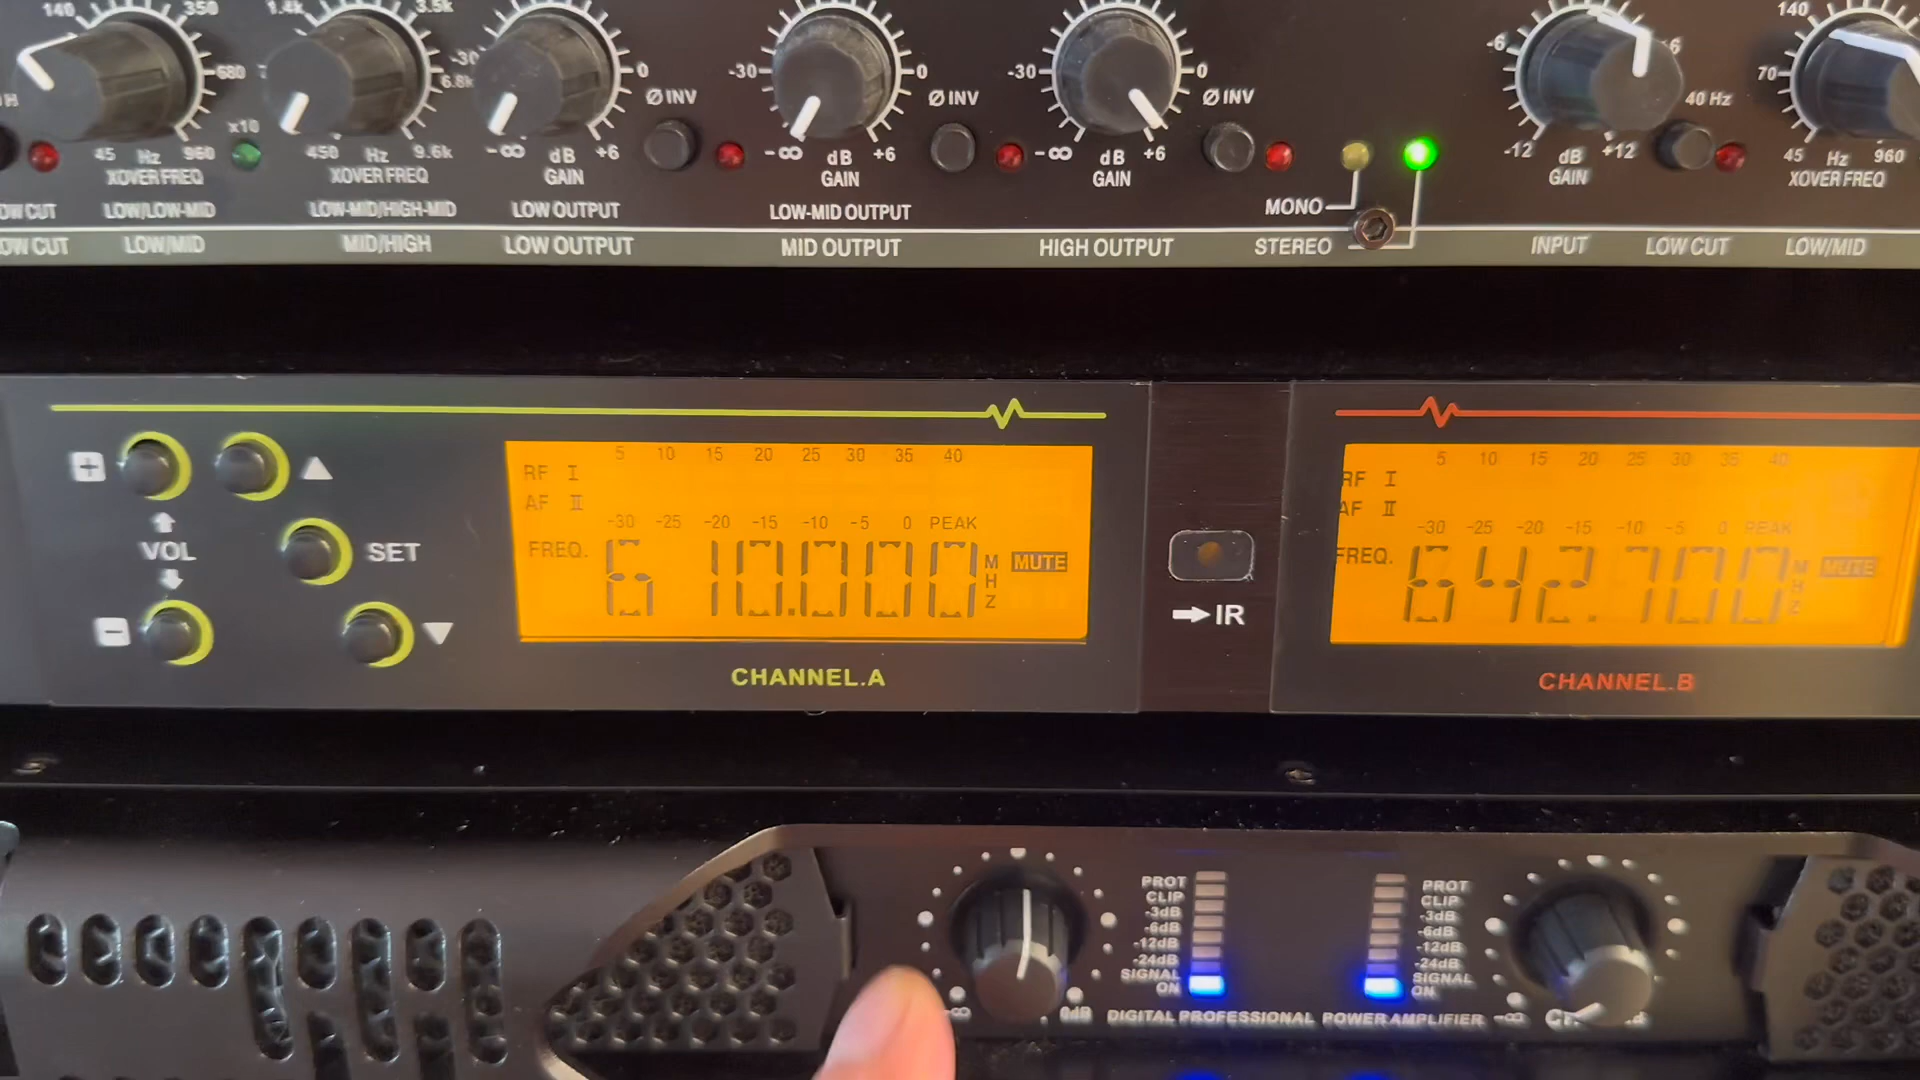 140 350 1.4k 3.5k
680 6.8k -30 0 -30 0 -30 0 -6 +6 140 70
Ø INV Ø INV Ø INV 40 Hz
x10
45 Hz 960 450 Hz 9.6k -∞ dB +6 -∞ dB +6 -∞ dB +6 -12 dB +12 45 Hz 960
XOVER FREQ XOVER FREQ GAIN GAIN GAIN GAIN XOVER FREQ
OW CUT LOW/LOW-MID LOW-MID/HIGH-MID LOW OUTPUT LOW-MID OUTPUT MONO
OW CUT LOW/MID MID/HIGH LOW OUTPUT MID OUTPUT HIGH OUTPUT STEREO INPUT LOW CUT LOW/MID
+ ▲
VOL
SET
- ▼
5 10 15 20 25 30 35 40
RF I
AF II
-30 -25 -20 -15 -10 -5 0 PEAK
FREQ. 610.000 MHZ MUTE
CHANNEL.A
IR
5 10 15 20 25 30 35 40
RF I
AF II
-30 -25 -20 -15 -10 -5 0 PEAK
FREQ. 642.700 MHZ MUTE
CHANNEL.B
PROT PROT
CLIP CLIP
-3dB -3dB
-6dB -6dB
-12dB -12dB
-24dB -24dB
SIGNAL SIGNAL
ON ON
-∞ 0dB DIGITAL PROFESSIONAL POWER AMPLIFIER -∞